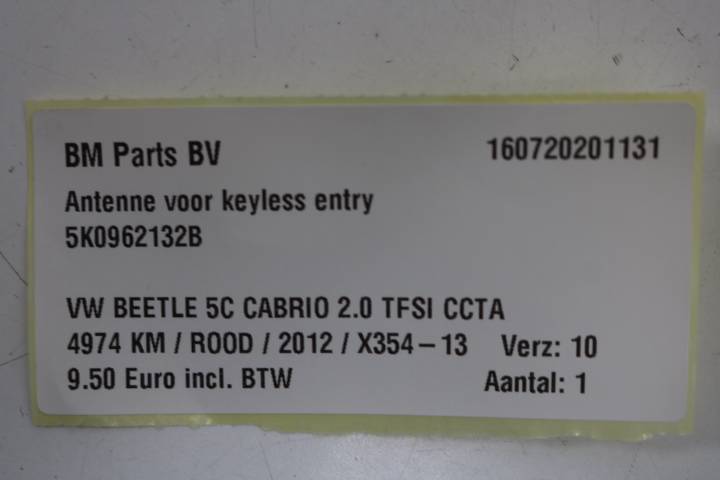 BM Parts BV 160720201131
Antenne voor keyless entry
5K0962132B
VW BEETLE 5C CABRIO 2.0 TFSI CCTA
4974 KM / ROOD / 2012 / X354-13 Verz: 10
9.50 Euro incl. BTW Aantal: 1